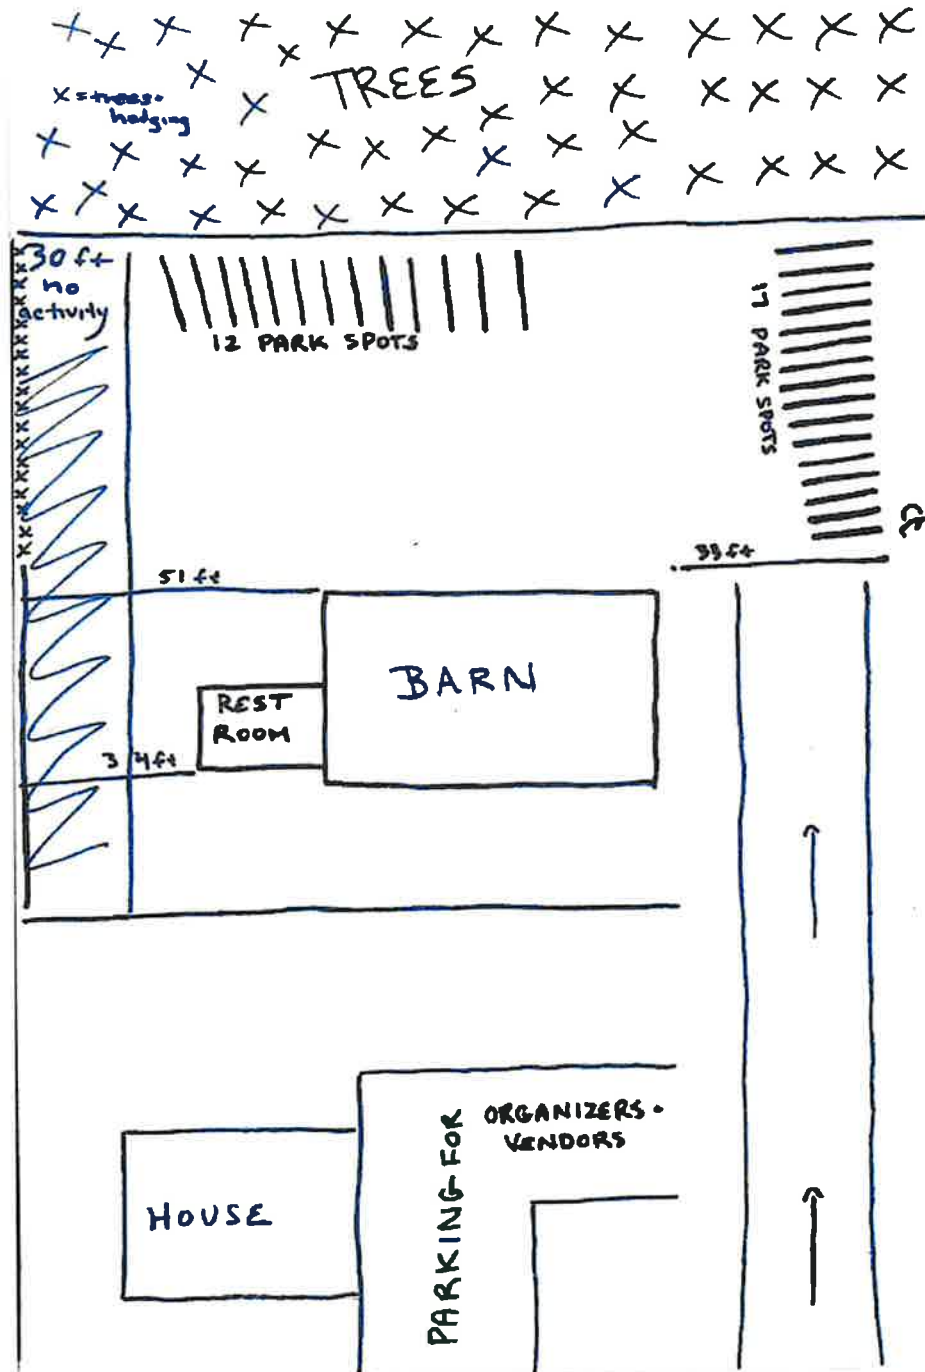 TREES
X = trees.
hedging
30 ft
no
activity
12 PARK SPOTS
17 PARK SPOTS
33 ft
51 ft
BARN
REST
ROOM
34 ft
ORGANIZERS.
VENDORS
PARKING FOR
HOUSE